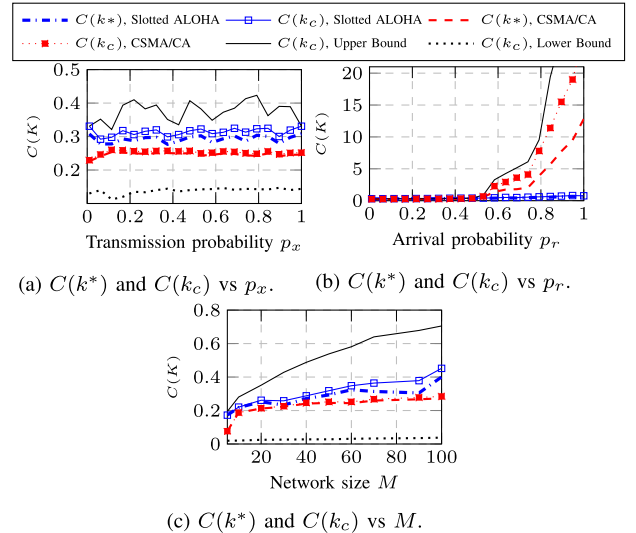 C(k*), Slotted ALOHA C(k_c), Slotted ALOHA C(k*), CSMA/CA
C(k_c), CSMA/CA C(k_c), Upper Bound C(k_c), Lower Bound
0.5
0.4
0.3
0.2
C(K)
0 0.2 0.4 0.6 0.8 1
Transmission probability p_x
(a) C(k*) and C(k_c) vs p_x.
20
15
10
5
0
C(K)
0 0.2 0.4 0.6 0.8 1
Arrival probability p_r
(b) C(k*) and C(k_c) vs p_r.
0.8
0.6
0.4
0.2
0
C(K)
20 40 60 80 100
Network size M
(c) C(k*) and C(k_c) vs M.